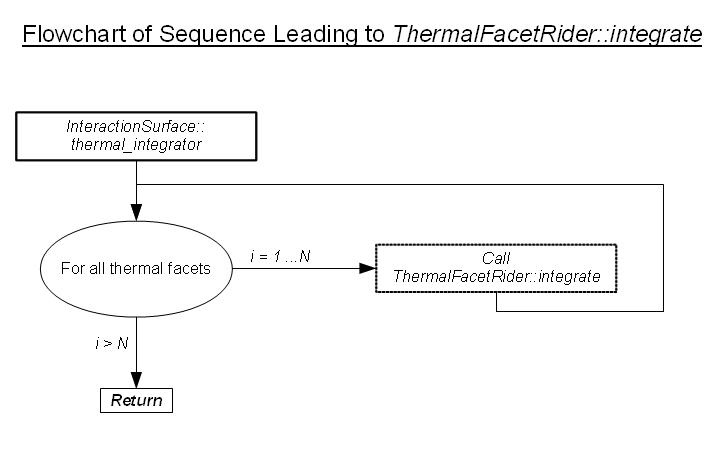 Flowchart of Sequence Leading to ThermalFacetRider::integrate
InteractionSurface::
thermal_integrator
For all thermal facets
i = 1 ...N
Call
ThermalFacetRider::integrate
i > N
Return